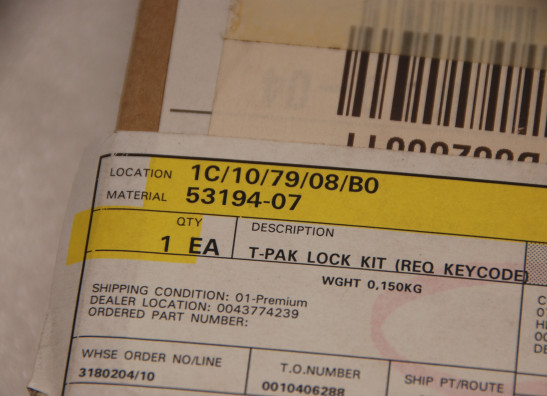 LOCATION 1C/10/79/08/B0
MATERIAL 53194-07
QTY DESCRIPTION
1 EA T-PAK LOCK KIT (REQ KEYCODE)
WGHT 0,150KG
SHIPPING CONDITION: 01-Premium
DEALER LOCATION: 0043774239
ORDERED PART NUMBER:
WHSE ORDER NO/LINE T.O.NUMBER SHIP PT/ROUTE
3180204/10 0010406288